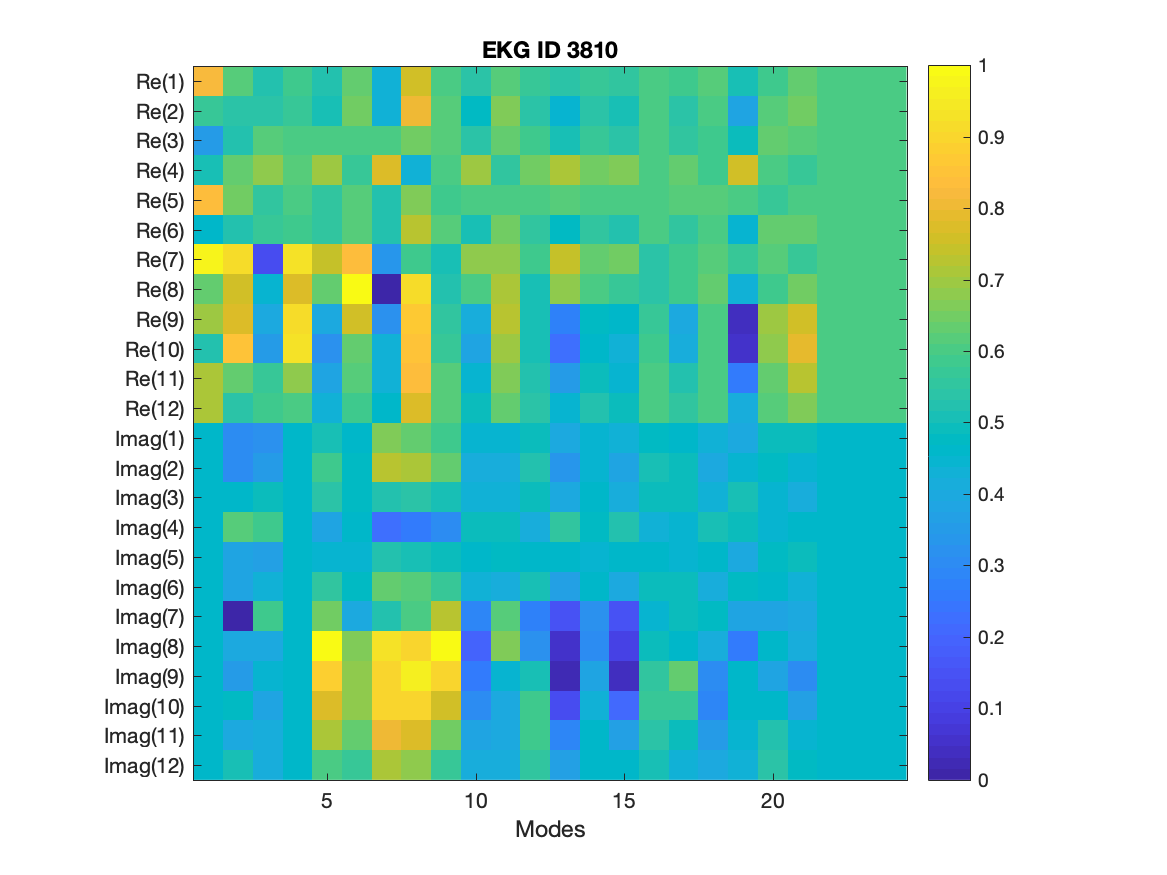 EKG ID 3810
Re(1)
Re(2)
Re(3)
Re(4)
Re(5)
Re(6)
Re(7)
Re(8)
Re(9)
Re(10)
Re(11)
Re(12)
Imag(1)
Imag(2)
Imag(3)
Imag(4)
Imag(5)
Imag(6)
Imag(7)
Imag(8)
Imag(9)
Imag(10)
Imag(11)
Imag(12)
5 10 15 20
Modes
1
0.9
0.8
0.7
0.6
0.5
0.4
0.3
0.2
0.1
0